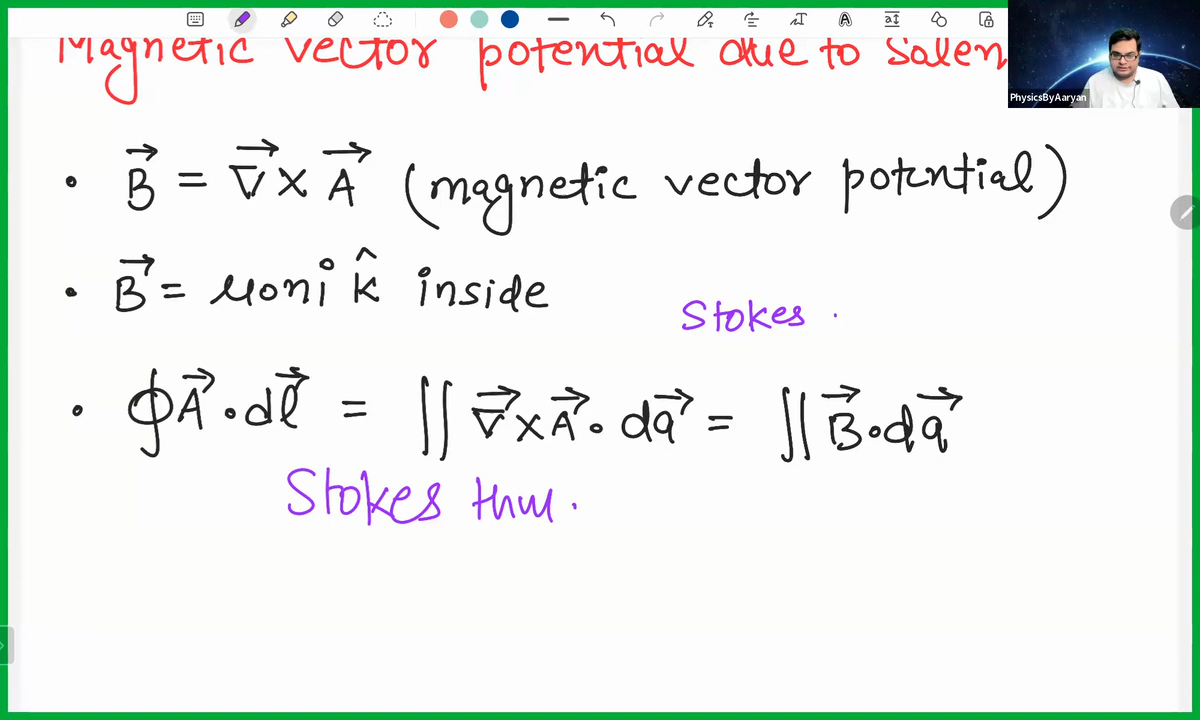 Magnetic vector potential due to Solen
PhysicsByAaryan
• B⃗ = ∇⃗ × A⃗ (magnetic vector potential)
• B⃗ = μ0ni k̂ inside
Stokes .
• ∮A⃗•dl⃗ = ∬ ∇⃗×A⃗• da⃗ = ∬ B⃗•da⃗
Stokes thm.